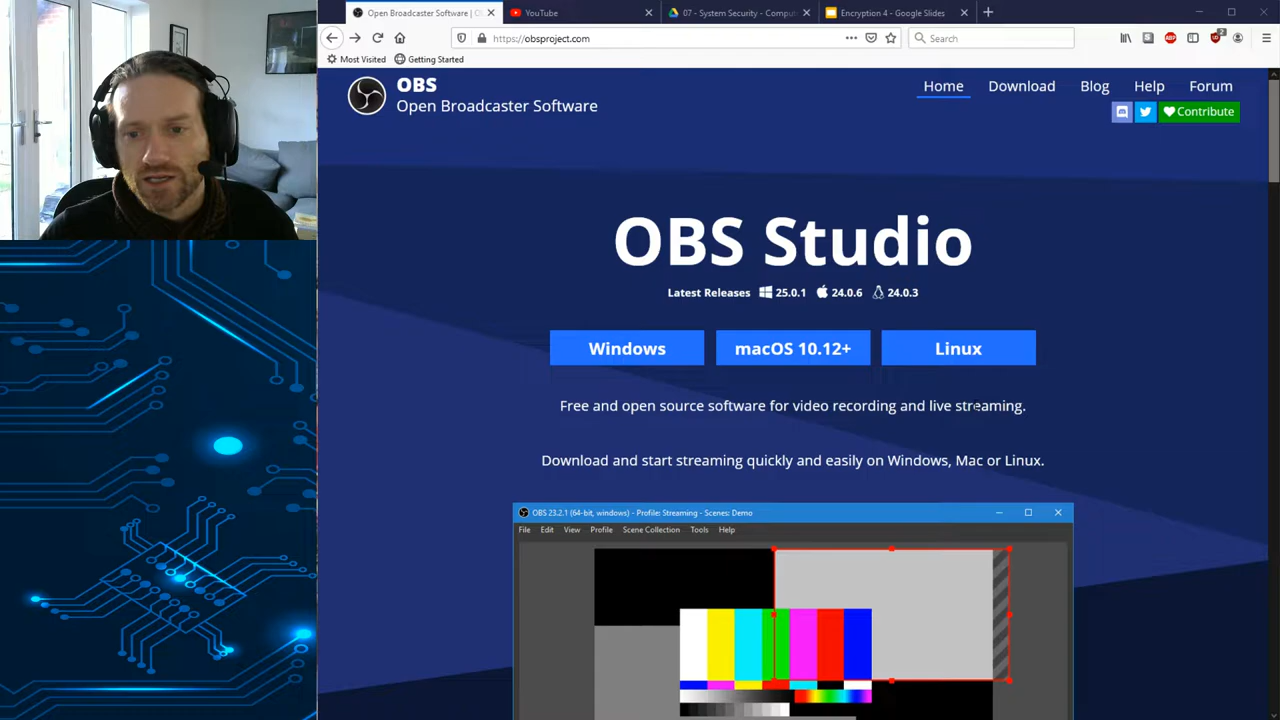 Open Broadcaster Software | O
YouTube
07 - System Security - Comput
Encryption 4 - Google Slides
https://obsproject.com
Search
Most Visited
Getting Started
OBS
Open Broadcaster Software
Home
Download
Blog
Help
Forum
Contribute
OBS Studio
Latest Releases 25.0.1 24.0.6 24.0.3
Windows
macOS 10.12+
Linux
Free and open source software for video recording and live streaming.
Download and start streaming quickly and easily on Windows, Mac or Linux.
OBS 23.2.1 (64-bit, windows) - Profile: Streaming - Scenes: Demo
File Edit View Profile Scene Collection Tools Help